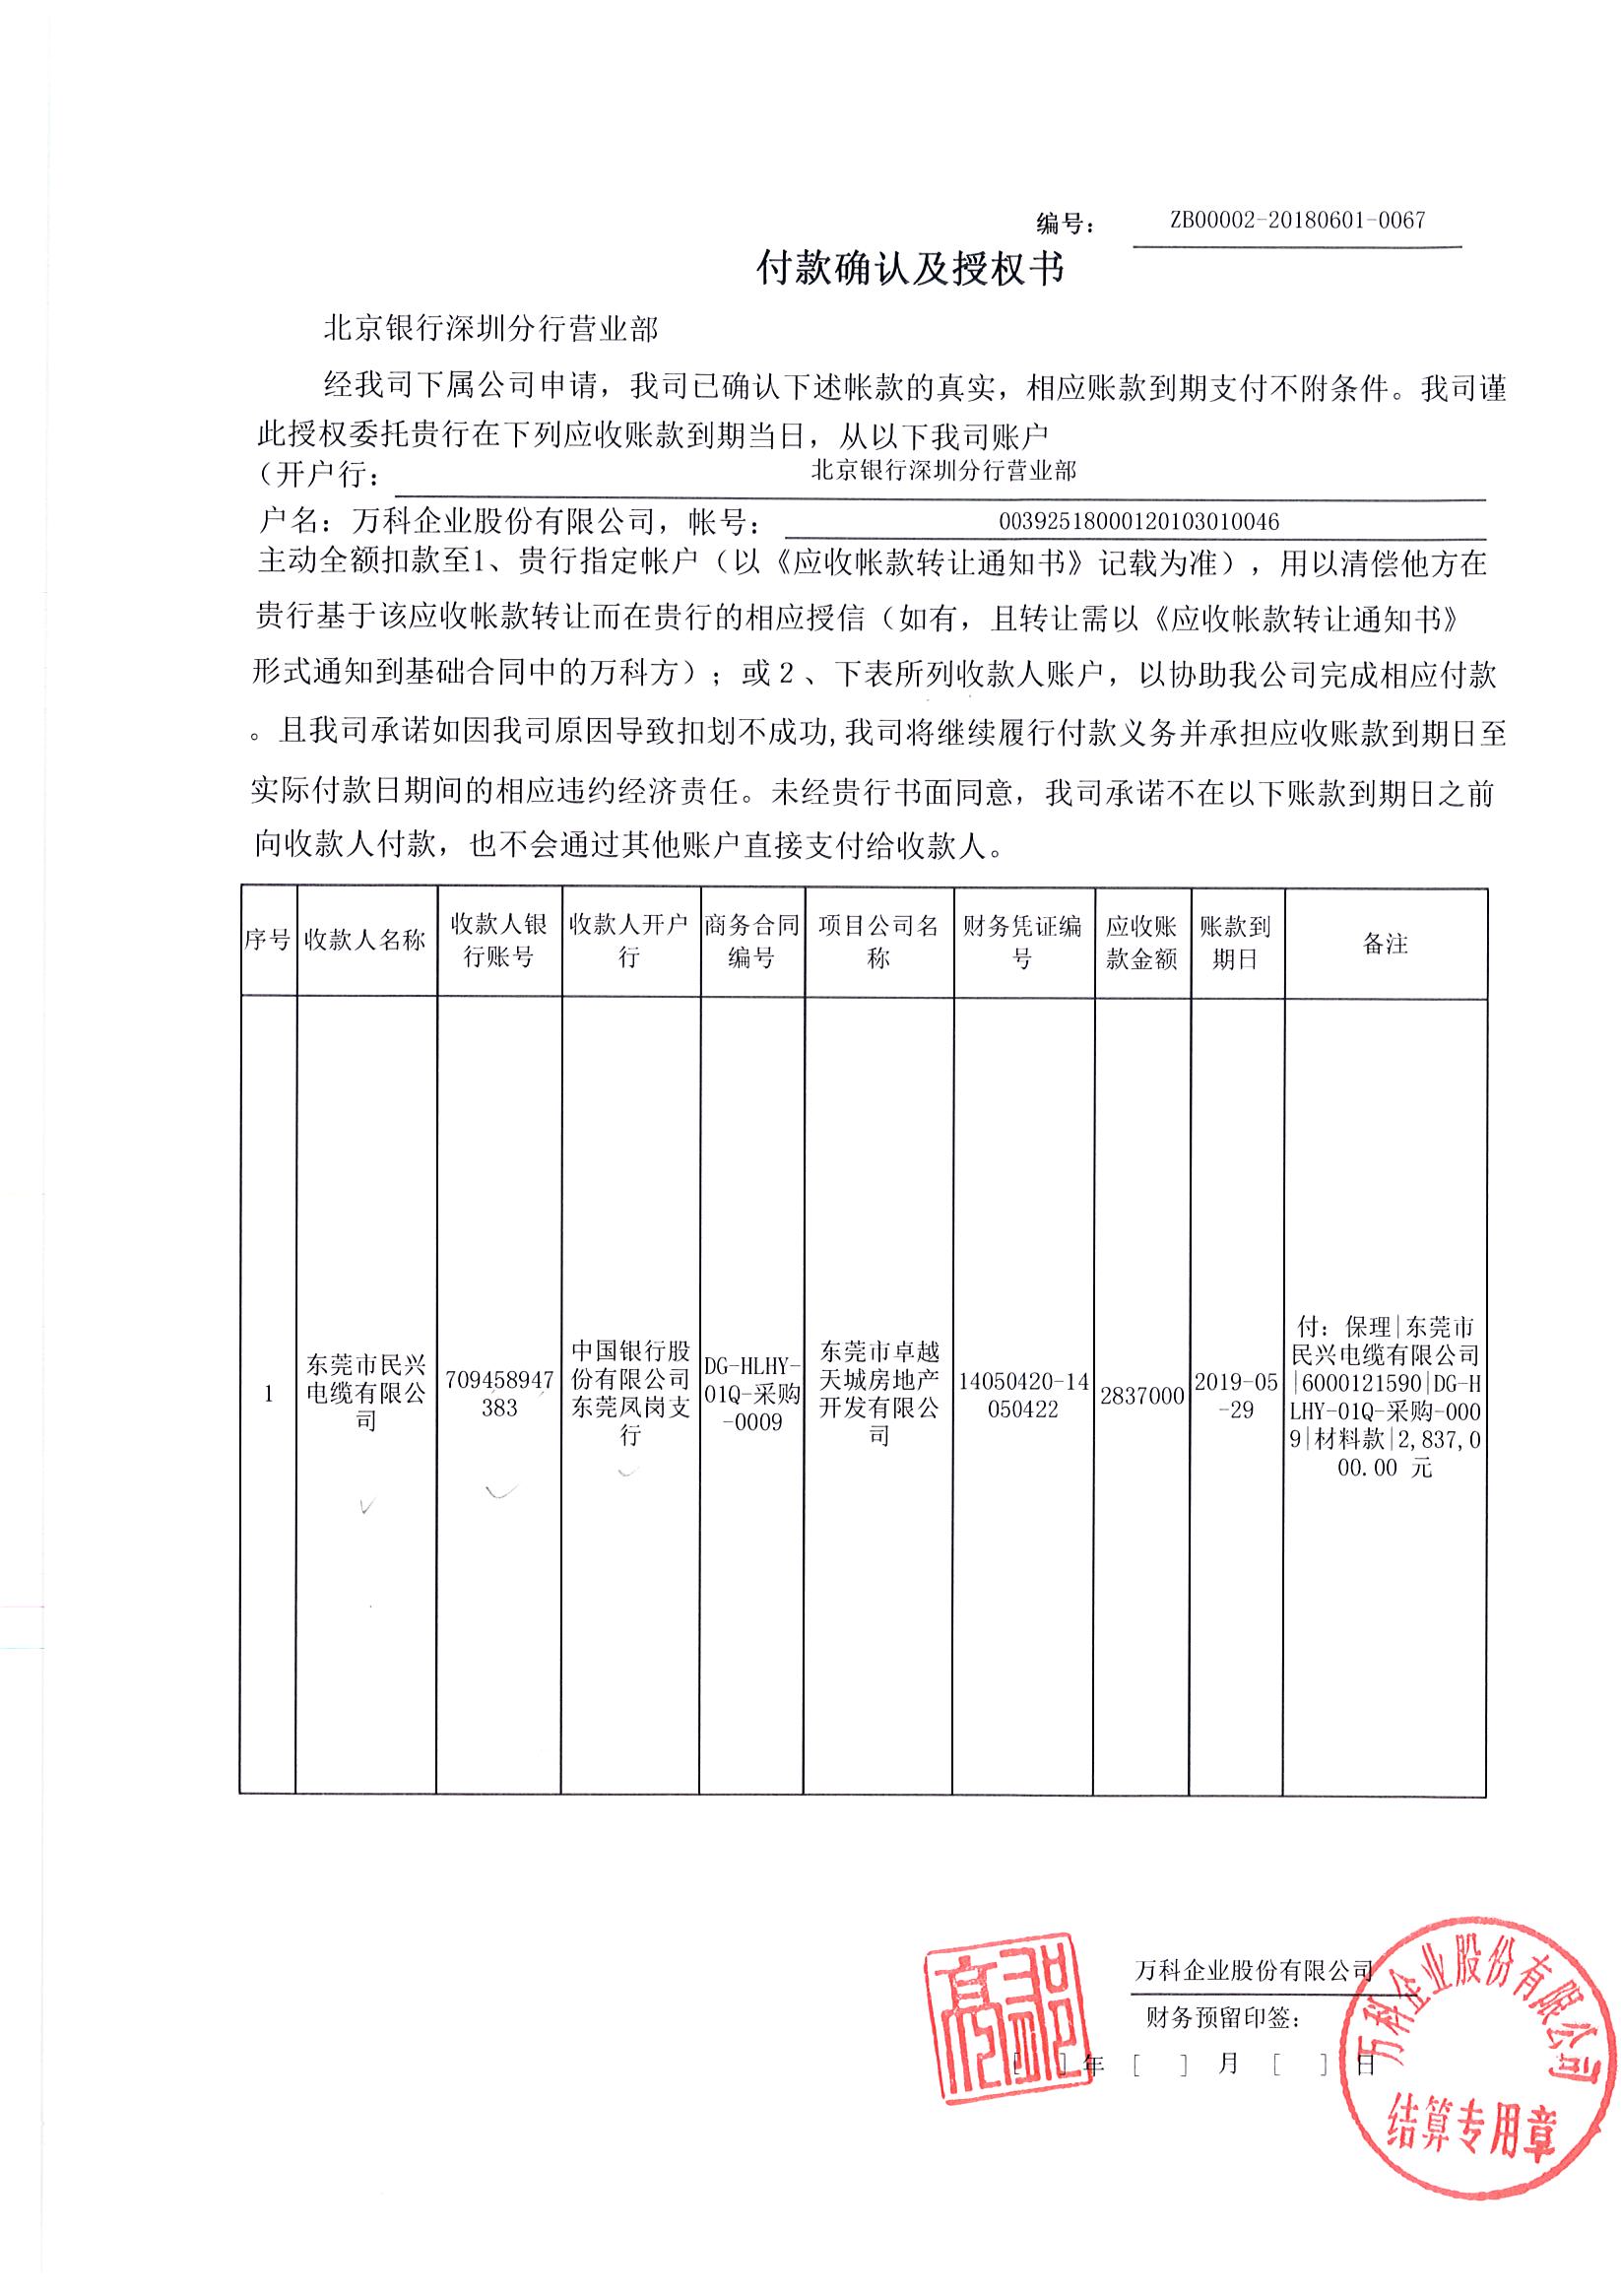 编号： ZB00002-20180601-0067
付款确认及授权书
北京银行深圳分行营业部
经我司下属公司申请，我司已确认下述帐款的真实，相应账款到期支付不附条件。我司谨
此授权委托贵行在下列应收账款到期当日，从以下我司账户
（开户行： 北京银行深圳分行营业部
户名：万科企业股份有限公司，帐号： 00392518000120103010046
主动全额扣款至1、贵行指定帐户（以《应收帐款转让通知书》记载为准），用以清偿他方在
贵行基于该应收帐款转让而在贵行的相应授信（如有，且转让需以《应收帐款转让通知书》
形式通知到基础合同中的万科方）；或２、下表所列收款人账户，以协助我公司完成相应付款
。且我司承诺如因我司原因导致扣划不成功,我司将继续履行付款义务并承担应收账款到期日至
实际付款日期间的相应违约经济责任。未经贵行书面同意，我司承诺不在以下账款到期日之前
向收款人付款，也不会通过其他账户直接支付给收款人。
序号
收款人名称
收款人银
行账号
收款人开户
行
商务合同
编号
项目公司名
称
财务凭证编
号
应收账
款金额
账款到
期日
备注
1
东莞市民兴
电缆有限公
司
709458947
383
中国银行股
份有限公司
东莞凤岗支
行
DG-HLHY-
01Q-采购
-0009
东莞市卓越
天城房地产
开发有限公
司
14050420-14
050422
2837000
2019-05
-29
付：保理|东莞市
民兴电缆有限公司
|6000121590|DG-H
LHY-01Q-采购-000
9|材料款|2,837,0
00.00 元
万科企业股份有限公司
财务预留印签：
[ ] 年 [ ] 月 [ ] 日
万科企业股份有限公司
结算专用章